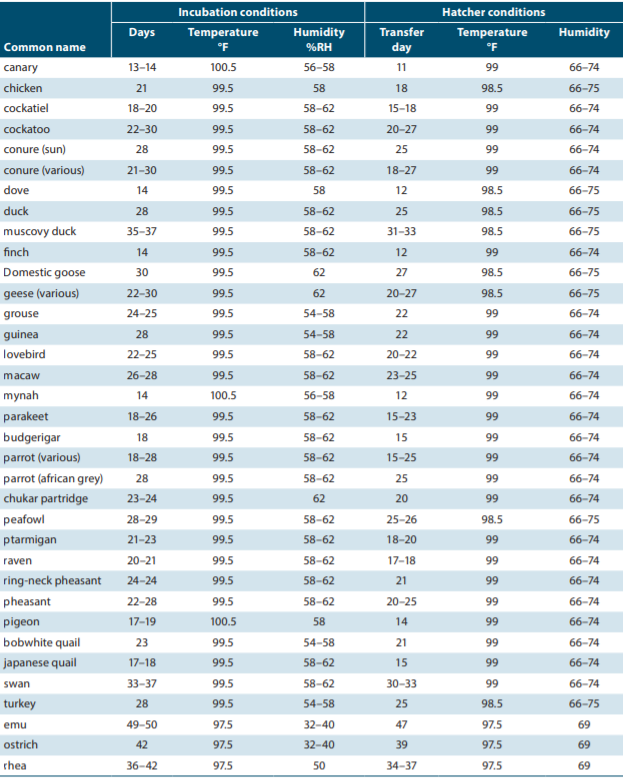 Incubation conditions Hatcher conditions
Days Temperature Humidity Transfer Temperature Humidity
Common name °F %RH day °F
canary 13–14 100.5 56–58 11 99 66–74
chicken 21 99.5 58 18 98.5 66–75
cockatiel 18–20 99.5 58–62 15–18 99 66–74
cockatoo 22–30 99.5 58–62 20–27 99 66–74
conure (sun) 28 99.5 58–62 25 99 66–74
conure (various) 21–30 99.5 58–62 18–27 99 66–74
dove 14 99.5 58 12 98.5 66–75
duck 28 99.5 58–62 25 98.5 66–75
muscovy duck 35–37 99.5 58–62 31–33 98.5 66–75
finch 14 99.5 58–62 12 99 66–74
Domestic goose 30 99.5 62 27 98.5 66–75
geese (various) 22–30 99.5 62 20–27 98.5 66–75
grouse 24–25 99.5 54–58 22 99 66–74
guinea 28 99.5 54–58 22 99 66–74
lovebird 22–25 99.5 58–62 20–22 99 66–74
macaw 26–28 99.5 58–62 23–25 99 66–74
mynah 14 100.5 56–58 12 99 66–74
parakeet 18–26 99.5 58–62 15–23 99 66–74
budgerigar 18 99.5 58–62 15 99 66–74
parrot (various) 18–28 99.5 58–62 15–25 99 66–74
parrot (african grey) 28 99.5 58–62 25 99 66–74
chukar partridge 23–24 99.5 62 20 99 66–74
peafowl 28–29 99.5 58–62 25–26 98.5 66–75
ptarmigan 21–23 99.5 58–62 18–20 99 66–74
raven 20–21 99.5 58–62 17–18 99 66–74
ring-neck pheasant 24–24 99.5 58–62 21 99 66–74
pheasant 22–28 99.5 58–62 20–25 99 66–74
pigeon 17–19 100.5 58 14 99 66–74
bobwhite quail 23 99.5 54–58 21 99 66–74
japanese quail 17–18 99.5 58–62 15 99 66–74
swan 33–37 99.5 58–62 30–33 99 66–74
turkey 28 99.5 54–58 25 98.5 66–75
emu 49–50 97.5 32–40 47 97.5 69
ostrich 42 97.5 32–40 39 97.5 69
rhea 36–42 97.5 50 34–37 97.5 69